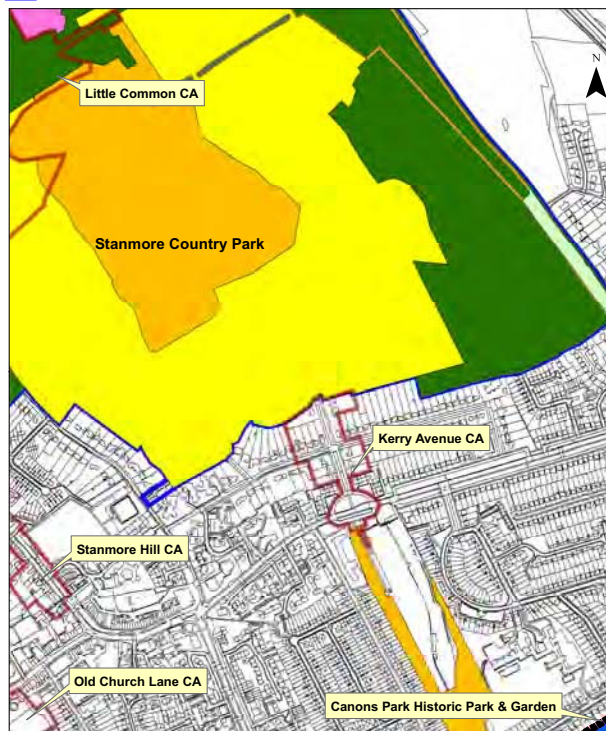 N
Little Common CA
Stanmore Country Park
Kerry Avenue CA
Stanmore Hill CA
Old Church Lane CA
Canons Park Historic Park & Garden